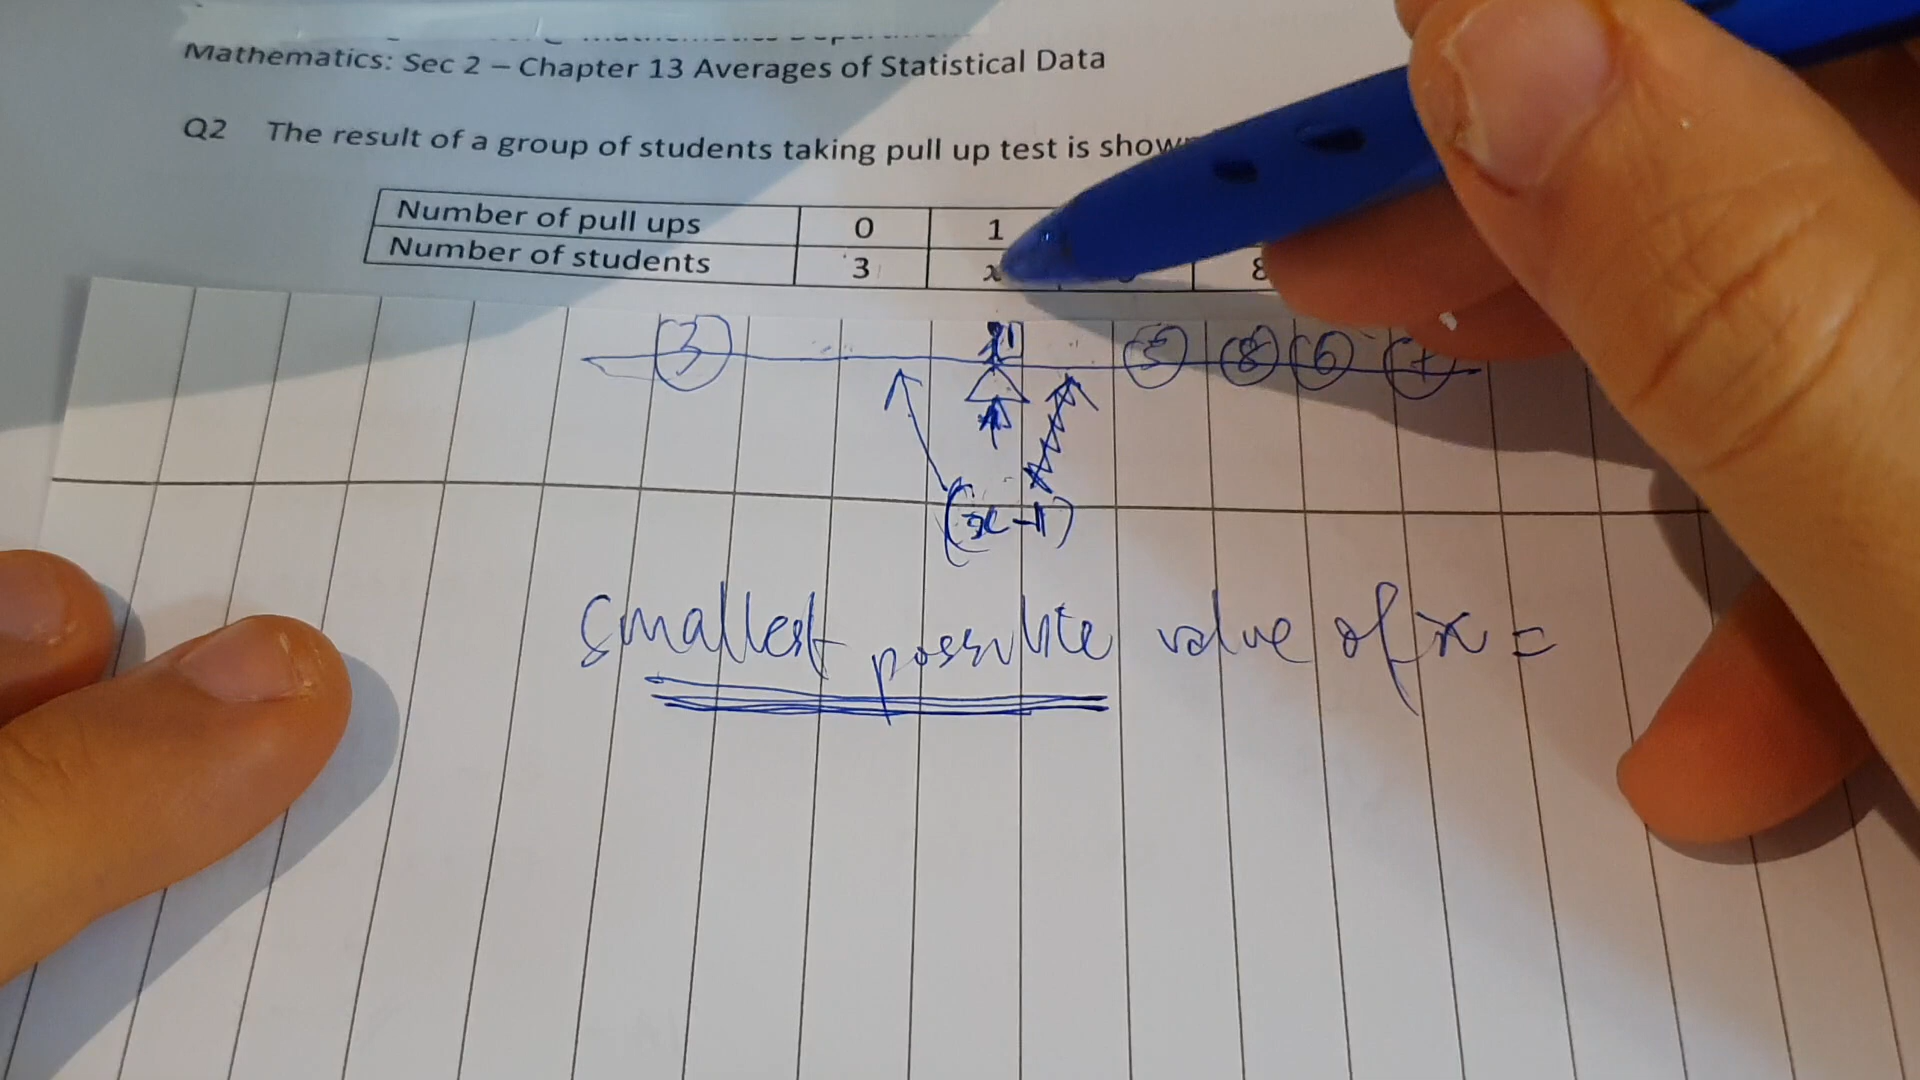 Mathematics: Sec 2 – Chapter 13 Averages of Statistical Data
Q2 The result of a group of students taking pull up test is show
Number of pull ups 0 1
Number of students 3 x 8
3 1 5 8 6 7
(x-1)
Smallest possible value of x =